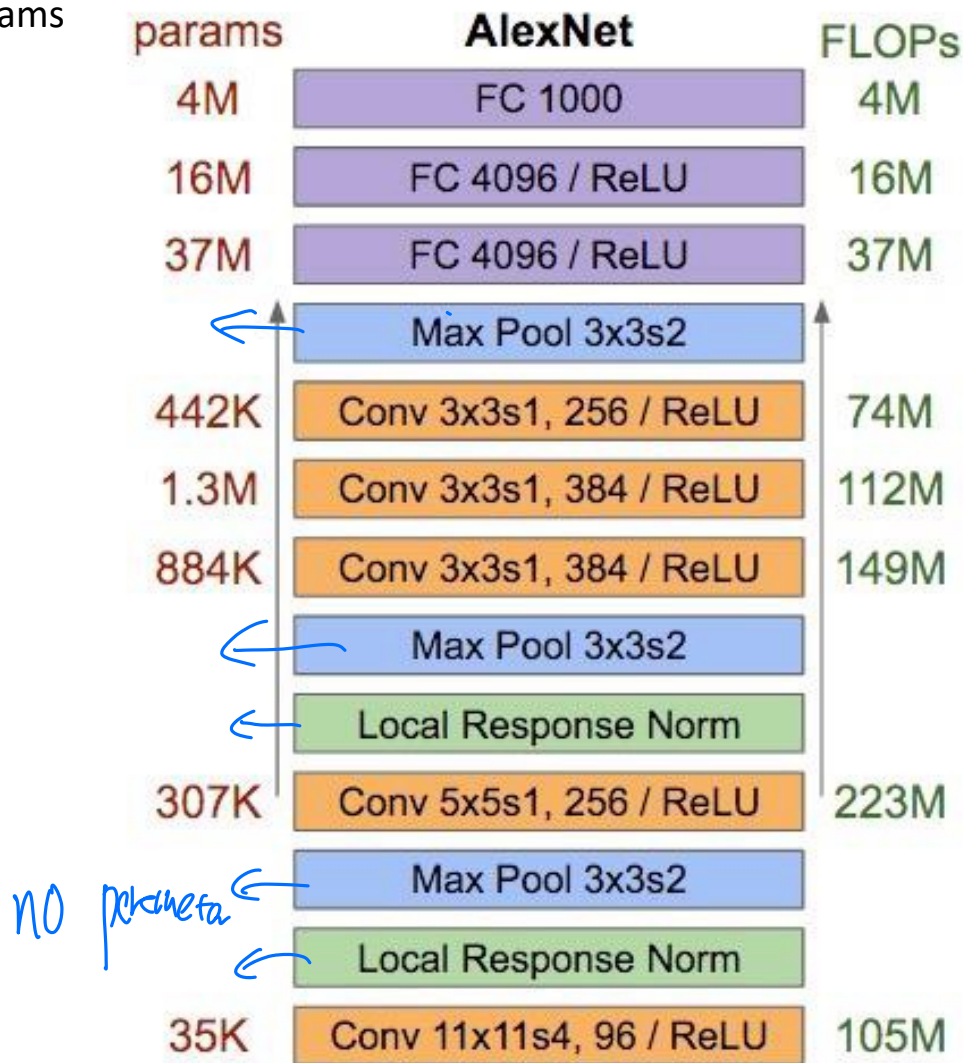 ams
params AlexNet FLOPs
4M FC 1000 4M
16M FC 4096 / ReLU 16M
37M FC 4096 / ReLU 37M
Max Pool 3x3s2
442K Conv 3x3s1, 256 / ReLU 74M
1.3M Conv 3x3s1, 384 / ReLU 112M
884K Conv 3x3s1, 384 / ReLU 149M
Max Pool 3x3s2
Local Response Norm
307K Conv 5x5s1, 256 / ReLU 223M
Max Pool 3x3s2
no
Local Response Norm
35K Conv 11x11s4, 96 / ReLU 105M